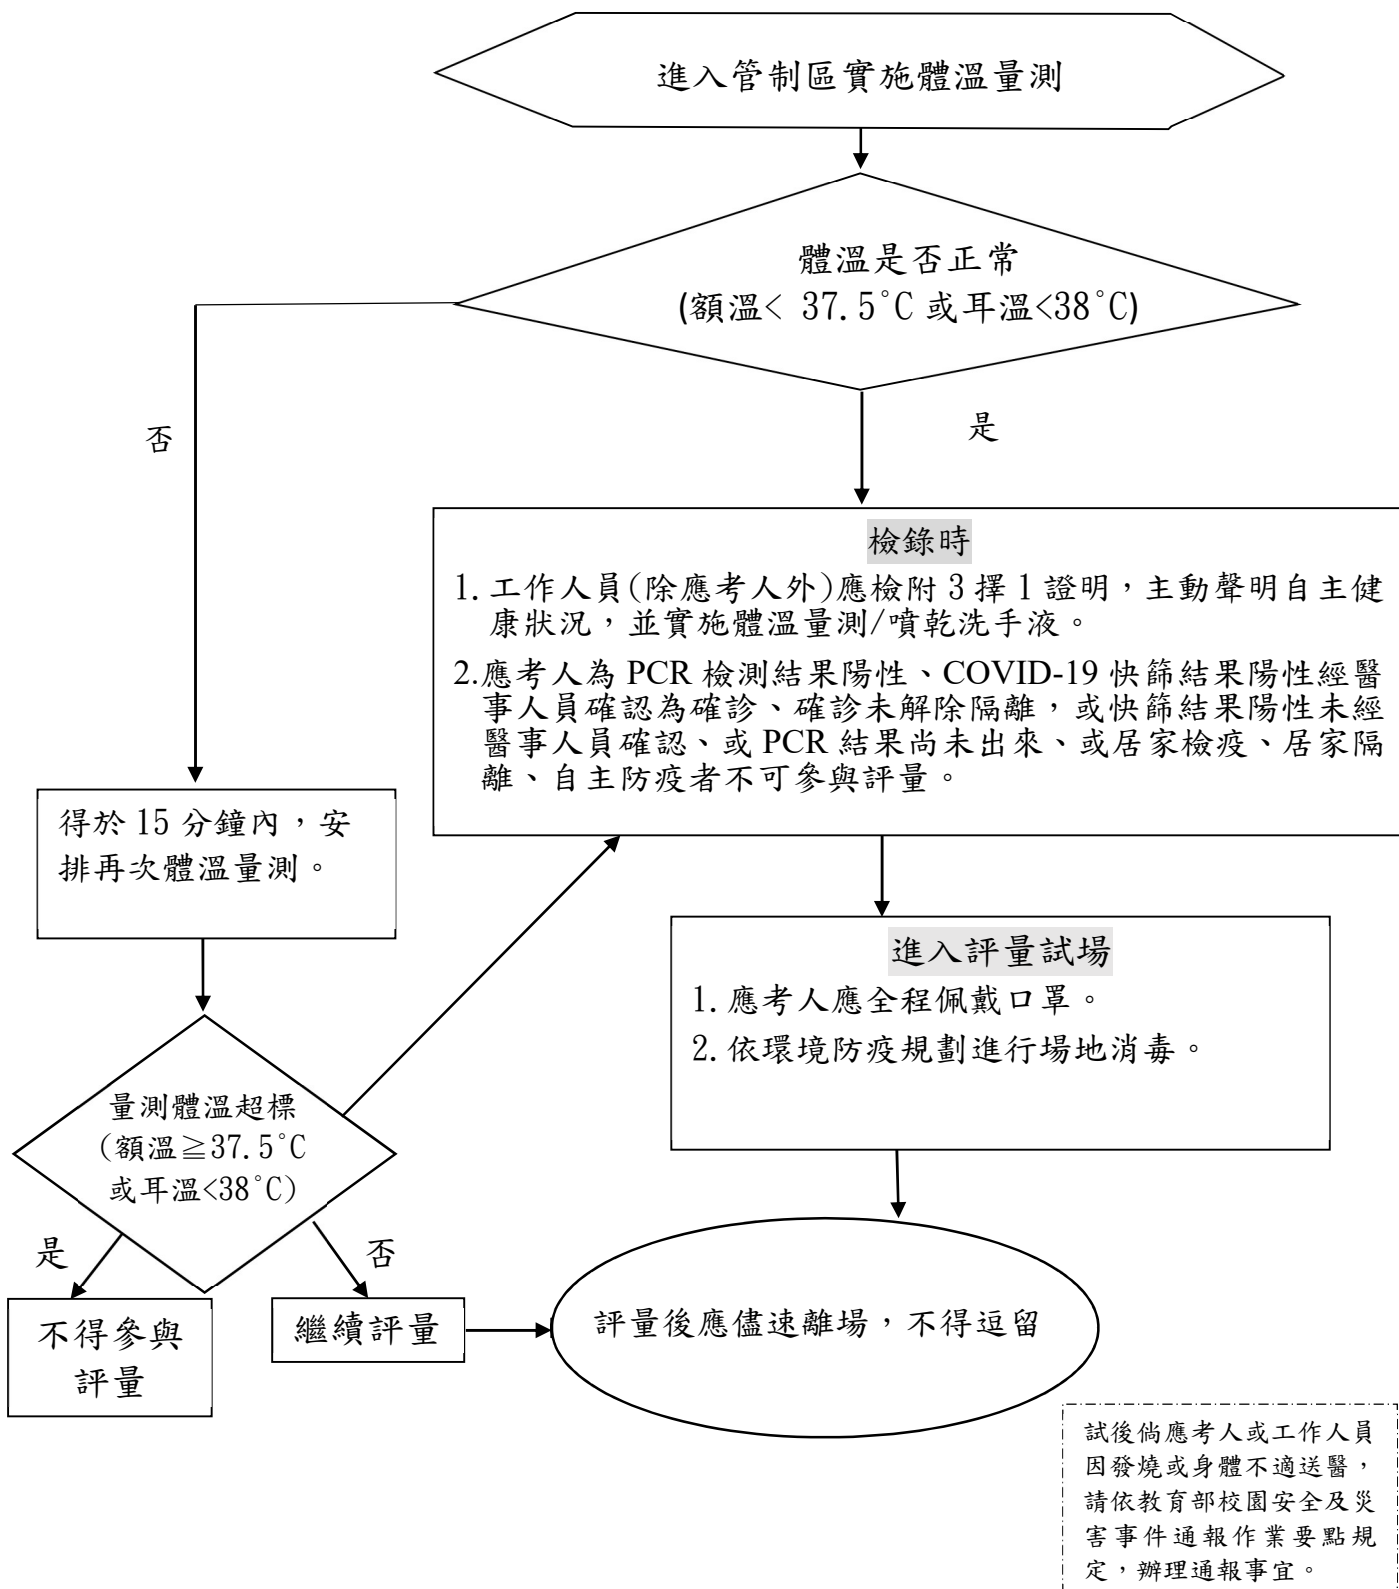 進入管制區實施體溫量測
體溫是否正常
(額溫< 37.5°C 或耳溫<38°C)
否
是
檢錄時
1. 工作人員(除應考人外)應檢附 3 擇 1 證明，主動聲明自主健
康狀況，並實施體溫量測/噴乾洗手液。
2.應考人為 PCR 檢測結果陽性、COVID-19 快篩結果陽性經醫
事人員確認為確診、確診未解除隔離，或快篩結果陽性未經
醫事人員確認、或 PCR 結果尚未出來、或居家檢疫、居家隔
離、自主防疫者不可參與評量。
得於 15 分鐘內，安
排再次體溫量測。
進入評量試場
1. 應考人應全程佩戴口罩。
2. 依環境防疫規劃進行場地消毒。
量測體溫超標
(額溫≧37.5°C
或耳溫<38°C)
是
否
不得參與
評量
繼續評量
評量後應儘速離場，不得逗留
試後倘應考人或工作人員
因發燒或身體不適送醫，
請依教育部校園安全及災
害事件通報作業要點規
定，辦理通報事宜。